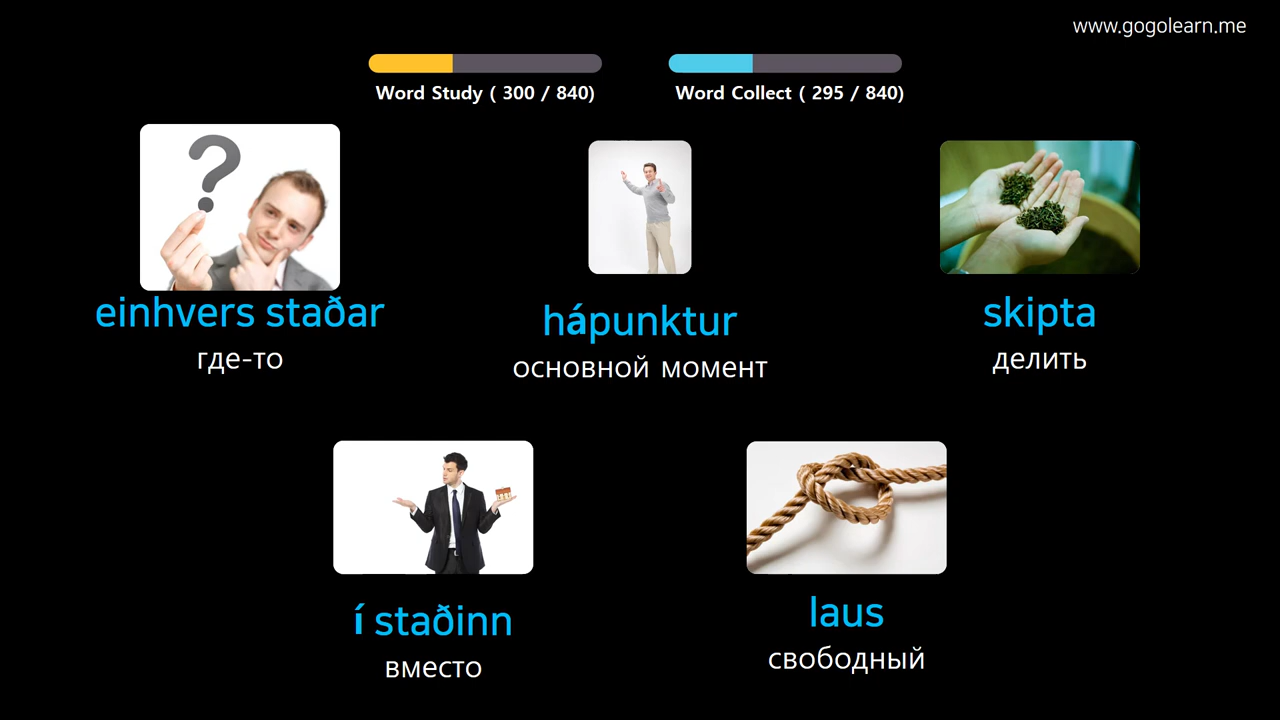 www.gogolearn.me
Word Study ( 300 / 840)
Word Collect ( 295 / 840)
einhvers staðar
где-то
hápunktur
основной момент
skipta
делить
í staðinn
вместо
laus
свободный